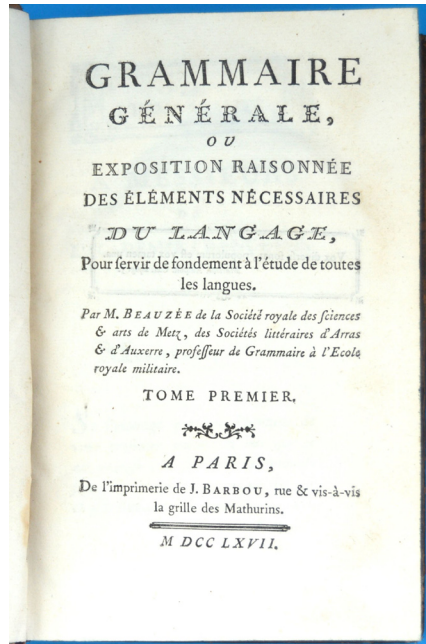 GRAMMAIRE
GÉNÉRALE,
OU
EXPOSITION RAISONNÉE
DES ÉLÉMENTS NÉCESSAIRES
DU LANGAGE,
Pour ſervir de fondement à l'étude de toutes
les langues.
Par M. BEAUZÉE de la Société royale des ſciences
& arts de Metz, des Sociétés littéraires d'Arras
& d'Auxerre, profeſſeur de Grammaire à l'Ecole
royale militaire.
TOME PREMIER.
A PARIS,
De l'imprimerie de J. BARBOU, rue & vis-à-vis
la grille des Mathurins.
M DCC LXVII.